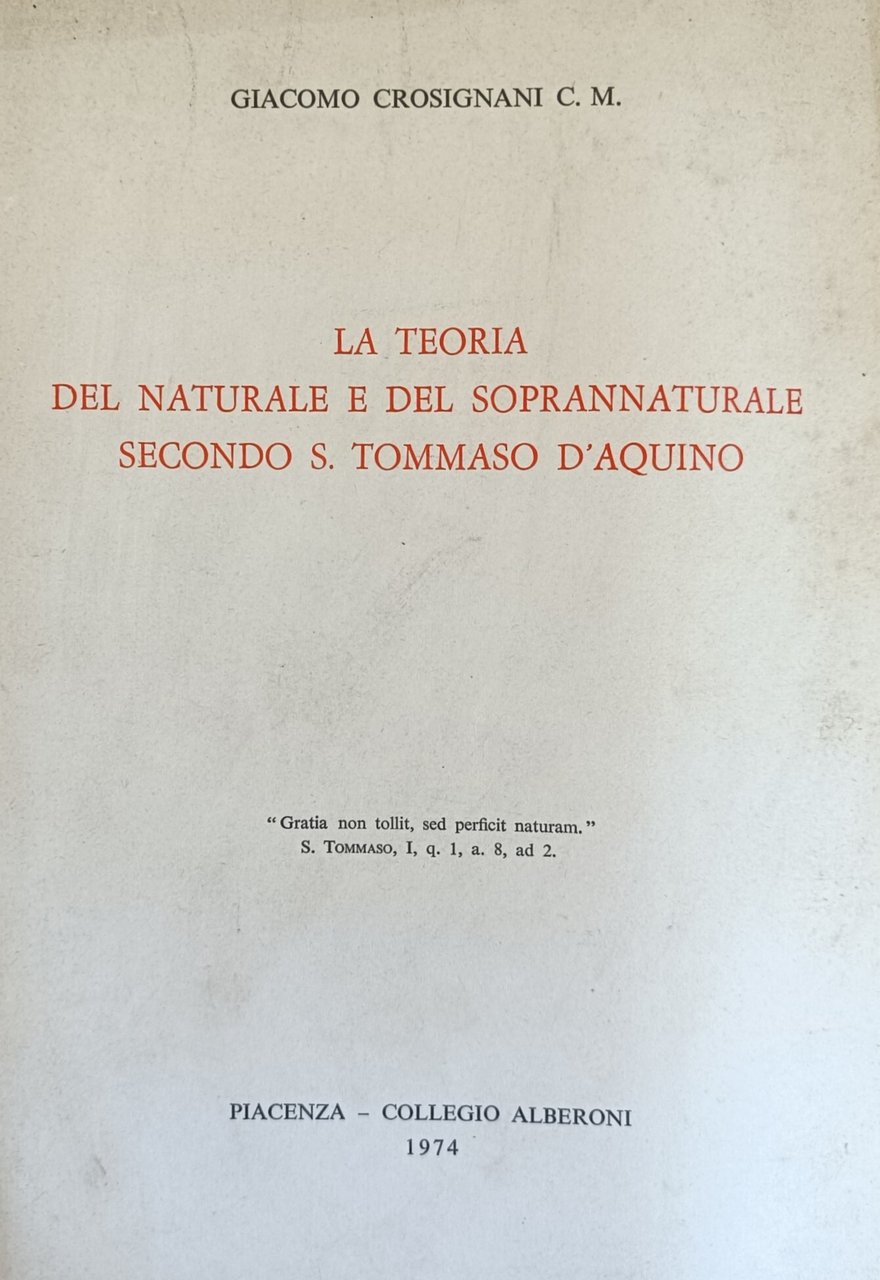 GIACOMO CROSIGNANI C. M.
LA TEORIA
DEL NATURALE E DEL SOPRANNATURALE
SECONDO S. TOMMASO D'AQUINO
“Gratia non tollit, sed perficit naturam.”
S. TOMMASO, I, q. 1, a. 8, ad 2.
PIACENZA – COLLEGIO ALBERONI
1974